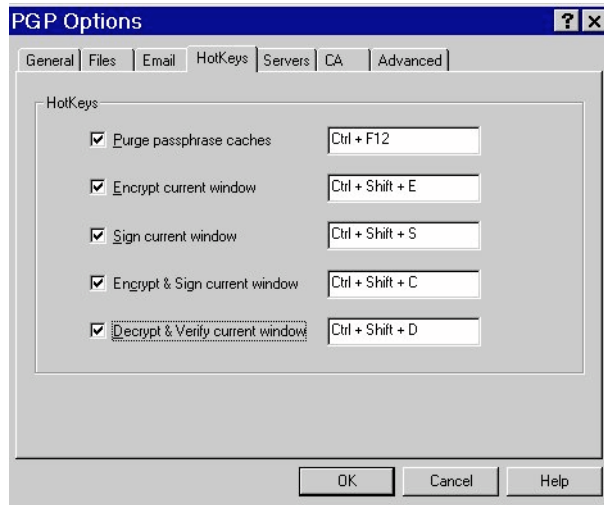 PGP Options
General Files Email HotKeys Servers CA Advanced
HotKeys
Purge passphrase caches Ctrl + F12
Encrypt current window Ctrl + Shift + E
Sign current window Ctrl + Shift + S
Encrypt & Sign current window Ctrl + Shift + C
Decrypt & Verify current window Ctrl + Shift + D
OK Cancel Help